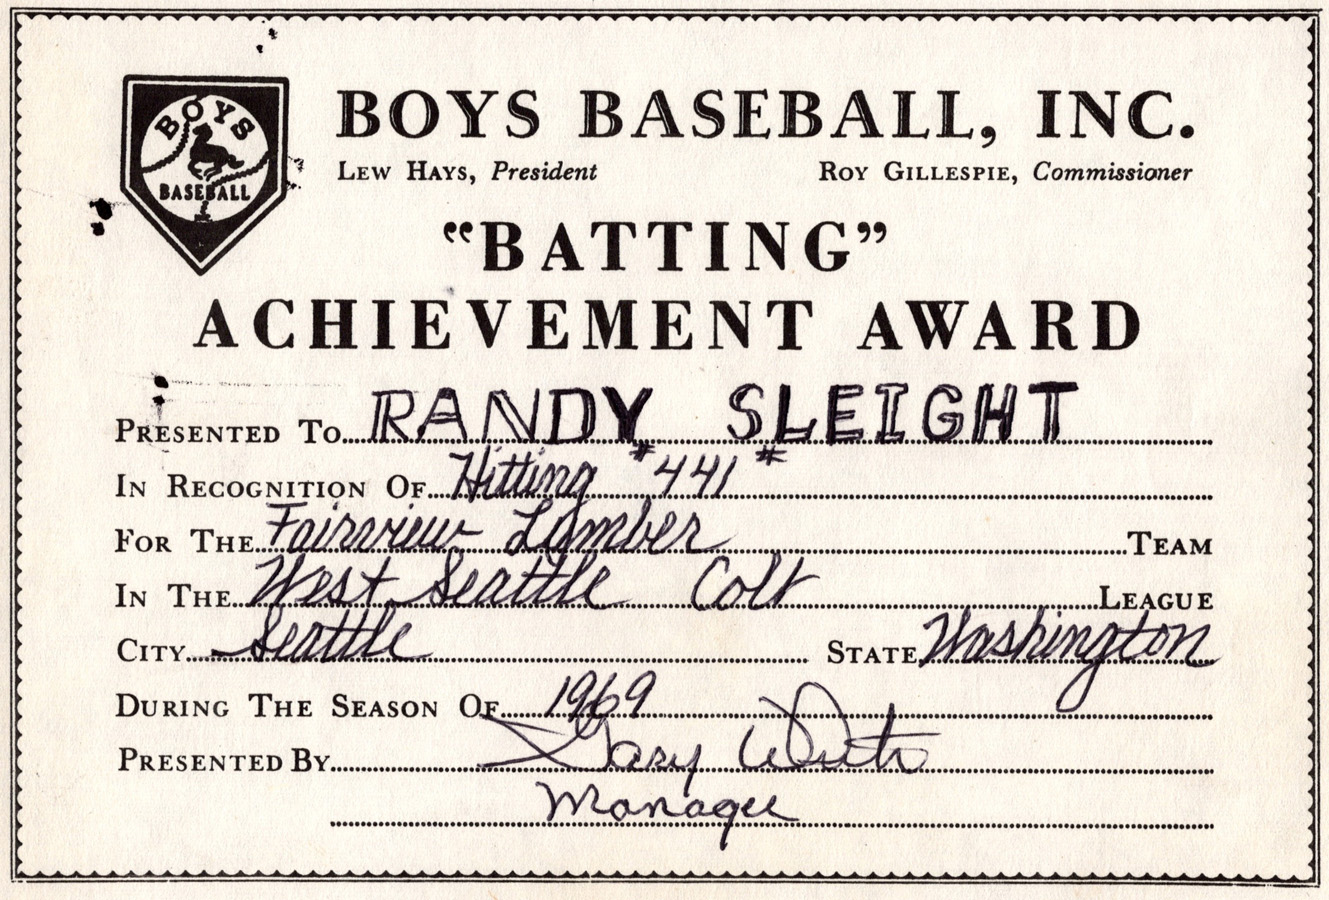 BOYS BASEBALL
BOYS BASEBALL, INC.
LEW HAYS, President ROY GILLESPIE, Commissioner
“BATTING”
ACHIEVEMENT AWARD
PRESENTED TO RANDY SLEIGHT
IN RECOGNITION OF Hitting #441#
FOR THE Fairview Lumber TEAM
IN THE West Seattle Colt LEAGUE
CITY Seattle STATE Washington
DURING THE SEASON OF 1969
PRESENTED BY Gary
Manager